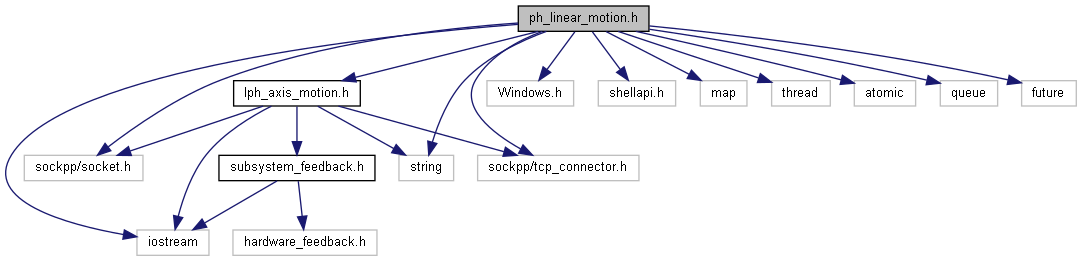 ph_linear_motion.h
lph_axis_motion.h
Windows.h
shellapi.h
map
thread
atomic
queue
future
sockpp/socket.h
subsystem_feedback.h
string
sockpp/tcp_connector.h
iostream
hardware_feedback.h